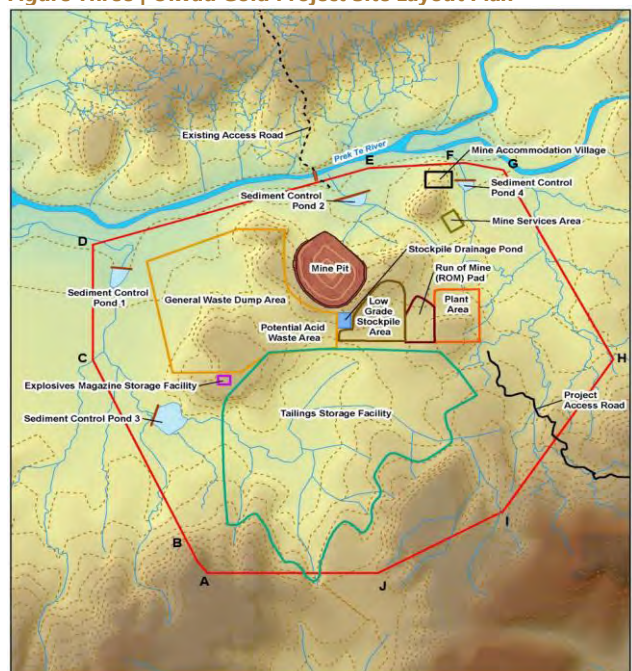 Figure Three | Okvau Gold Project Site Layout Plan
Existing Access Road
Prek Te River
E
F
G
Mine Accommodation Village
Sediment Control
Pond 2
Sediment Control
Pond 4
Mine Services Area
D
Stockpile Drainage Pond
Sediment Control
Pond 1
Mine Pit
Run of Mine
(ROM) Pad
General Waste Dump Area
Low
Grade
Stockpile
Area
Plant
Area
Potential Acid
Waste Area
C
H
Explosives Magazine Storage Facility
Project
Access Road
Sediment Control Pond 3
Tailings Storage Facility
I
B
A
J